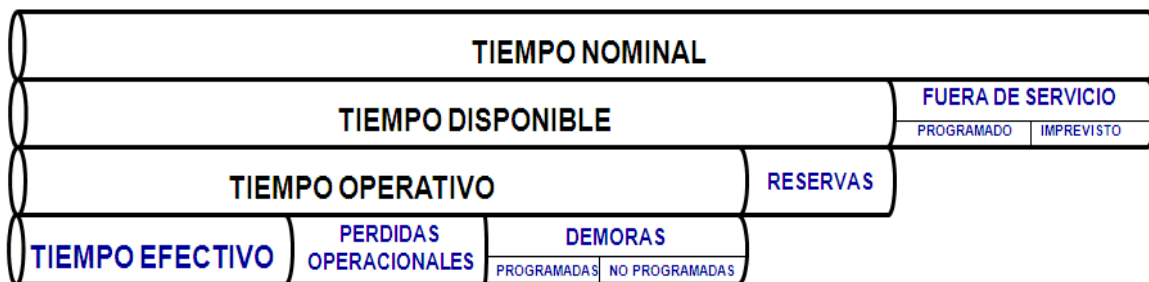 TIEMPO NOMINAL
TIEMPO DISPONIBLE
FUERA DE SERVICIO
PROGRAMADO IMPREVISTO
TIEMPO OPERATIVO
RESERVAS
TIEMPO EFECTIVO
PERDIDAS
OPERACIONALES
DEMORAS
PROGRAMADAS NO PROGRAMADAS